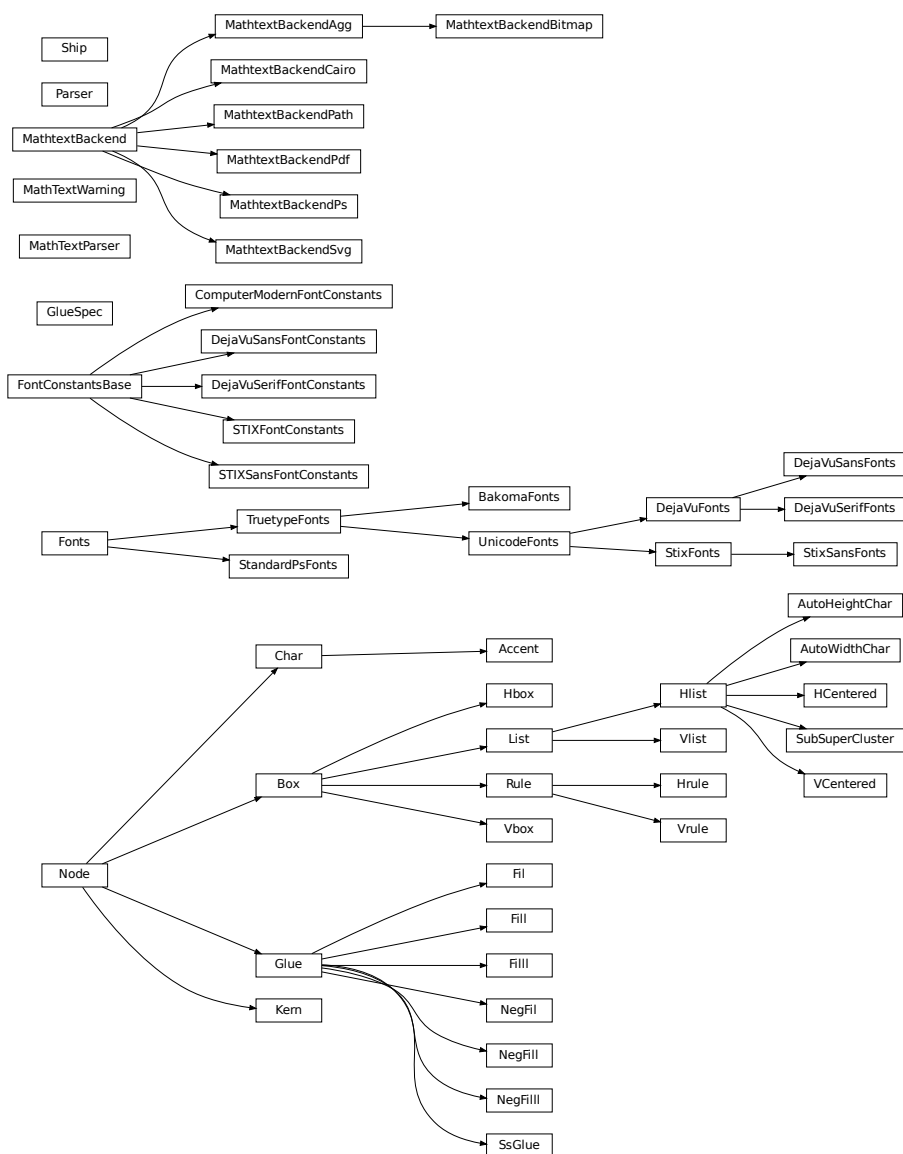 MathtextBackendAgg
MathtextBackendBitmap
Ship
MathtextBackendCairo
Parser
MathtextBackendPath
MathtextBackend
MathtextBackendPdf
MathTextWarning
MathtextBackendPs
MathTextParser
MathtextBackendSvg
ComputerModernFontConstants
GlueSpec
DejaVuSansFontConstants
FontConstantsBase
DejaVuSerifFontConstants
STIXFontConstants
STIXSansFontConstants
DejaVuSansFonts
BakomaFonts
DejaVuFonts
DejaVuSerifFonts
TruetypeFonts
Fonts
UnicodeFonts
StixFonts
StixSansFonts
StandardPsFonts
AutoHeightChar
Char
Accent
AutoWidthChar
Hbox
Hlist
HCentered
List
Vlist
SubSuperCluster
Box
Rule
Hrule
VCentered
Vbox
Vrule
Node
Fil
Fill
Glue
Filll
Kern
NegFil
NegFill
NegFilll
SsGlue